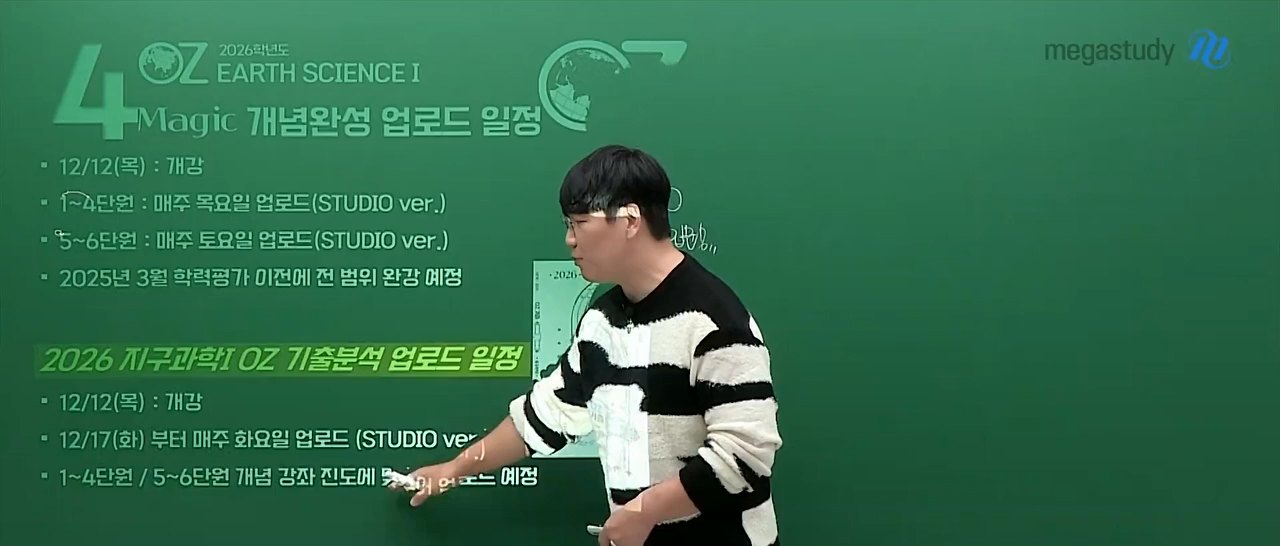 megastudy
4 OZ 2026학년도
EARTH SCIENCE I
Magic 개념완성 업로드 일정
▪ 12/12(목) : 개강
▪ 1~4단원 : 매주 목요일 업로드(STUDIO ver.)
▪ 5~6단원 : 매주 토요일 업로드(STUDIO ver.)
▪ 2025년 3월 학력평가 이전에 전 범위 완강 예정
·2026
2026 지구과학I OZ 기출분석 업로드 일정
▪ 12/12(목) : 개강
▪ 12/17(화) 부터 매주 화요일 업로드 (STUDIO ver.)
▪ 1~4단원 / 5~6단원 개념 강좌 진도에 업로드 예정